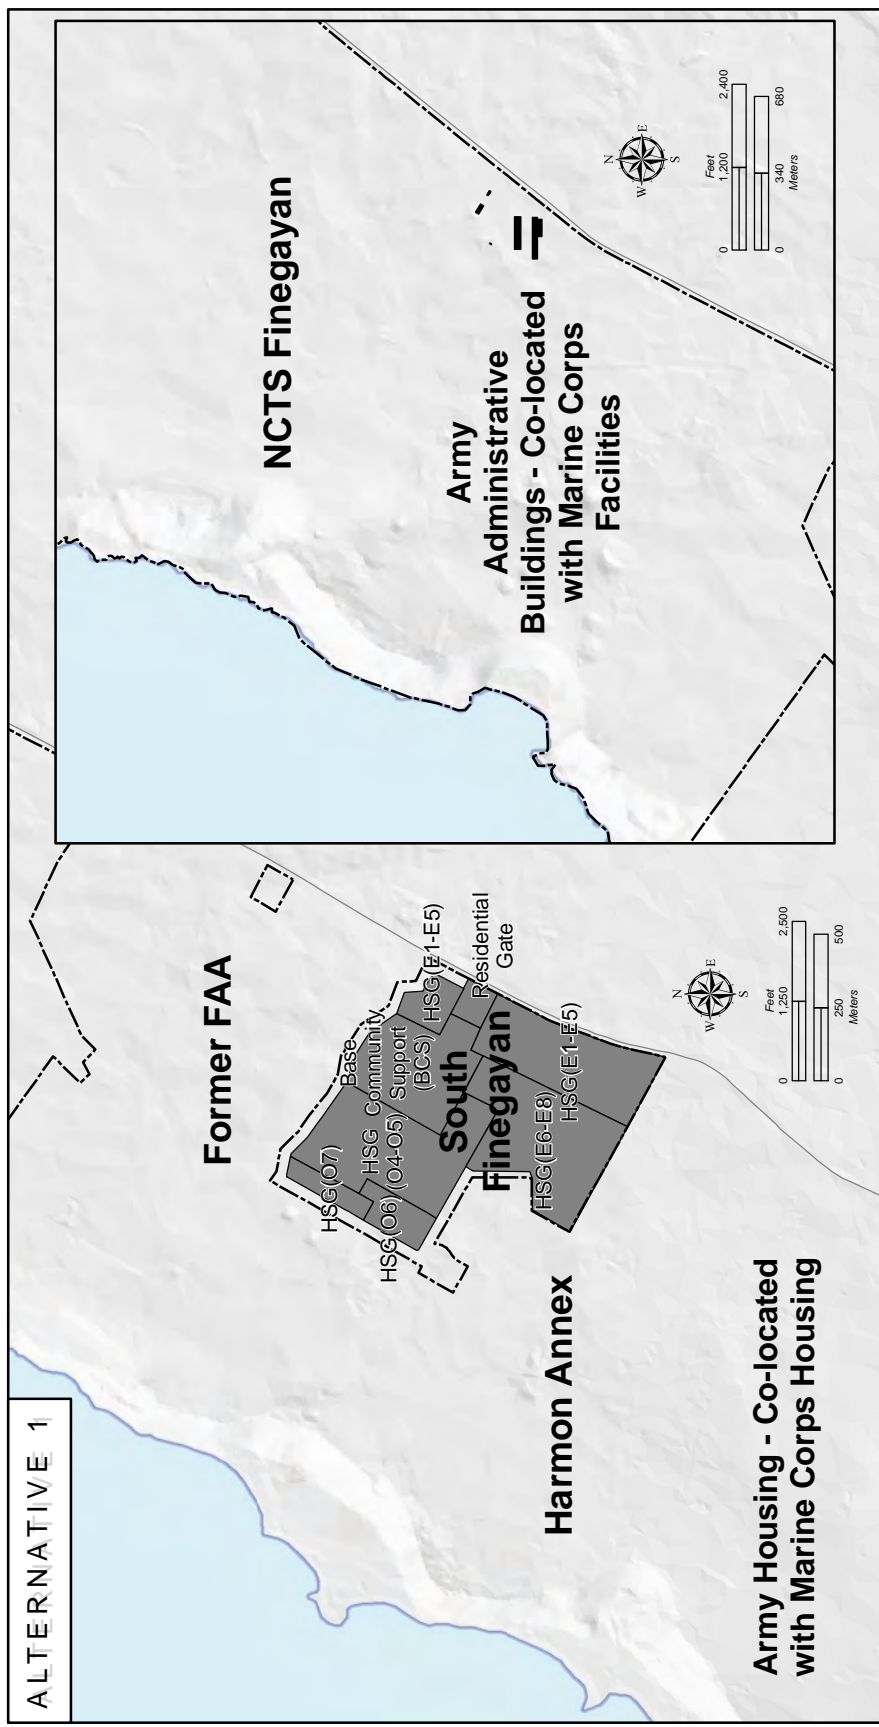 ALTERNATIVE 1
Former FAA
HSG(O7)
HSG
(O4-O5)
HSG(O6)
Base
Community
Support
(BCS)
HSG(E1-E5)
Residential
Gate
South
Finegayan
HSG(E6-E8)
HSG(E1-E5)
Harmon Annex
Army Housing - Co-located
with Marine Corps Housing
N
W E
S
Feet
0 1,250 2,500
0 250 500
Meters
NCTS Finegayan
Army
Administrative
Buildings - Co-located
with Marine Corps
Facilities
N
W E
S
Feet
0 1,200 2,400
0 340 680
Meters